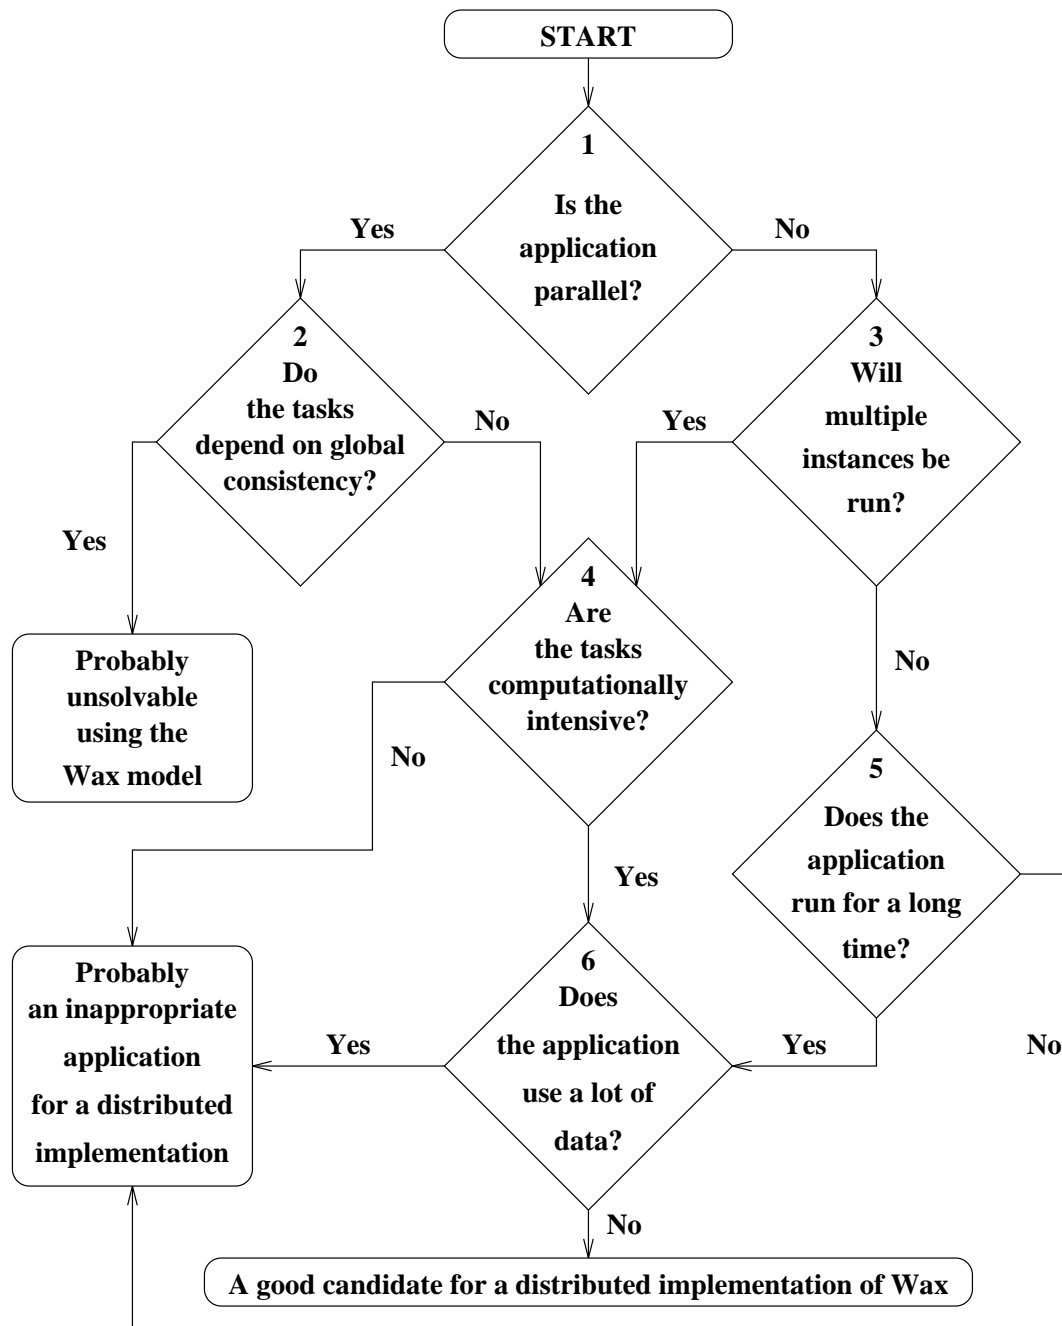 START
1
Is the
application
parallel?
Yes
No
2
Do
the tasks
depend on global
consistency?
3
Will
multiple
instances be
run?
No
Yes
Yes
4
Are
the tasks
computationally
intensive?
Probably
unsolvable
using the
Wax model
No
No
5
Does the
application
run for a long
time?
Yes
6
Does
the application
use a lot of
data?
Probably
an inappropriate
application
for a distributed
implementation
Yes
Yes
No
No
A good candidate for a distributed implementation of Wax